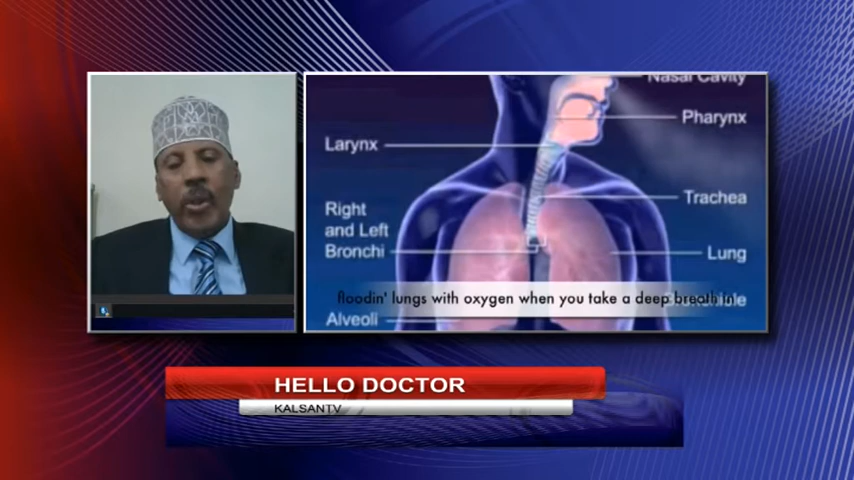 Nasal Cavity
Pharynx
Larynx
Trachea
Right
and Left
Bronchi
Lung
floodin' lungs with oxygen when you take a deep breath in
Alveoli
HELLO DOCTOR
KALSANTV